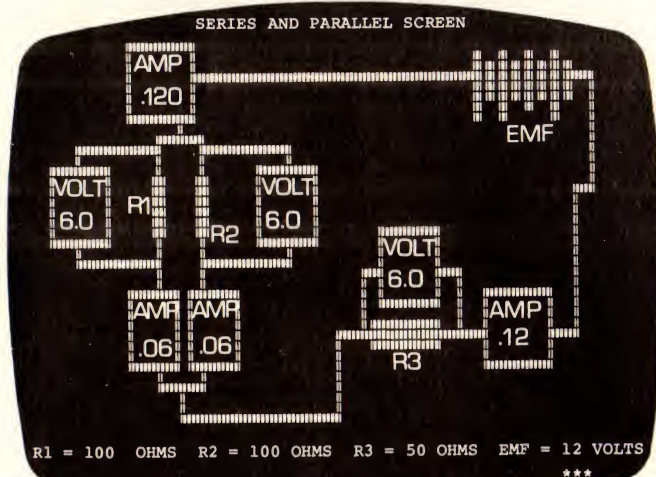 SERIES AND PARALLEL SCREEN
AMP
.120
EMF
VOLT
6.0
R1
R2
VOLT
6.0
VOLT
6.0
AMP
.06
AMP
.06
R3
AMP
.12
R1 = 100 OHMS R2 = 100 OHMS R3 = 50 OHMS EMF = 12 VOLTS
***